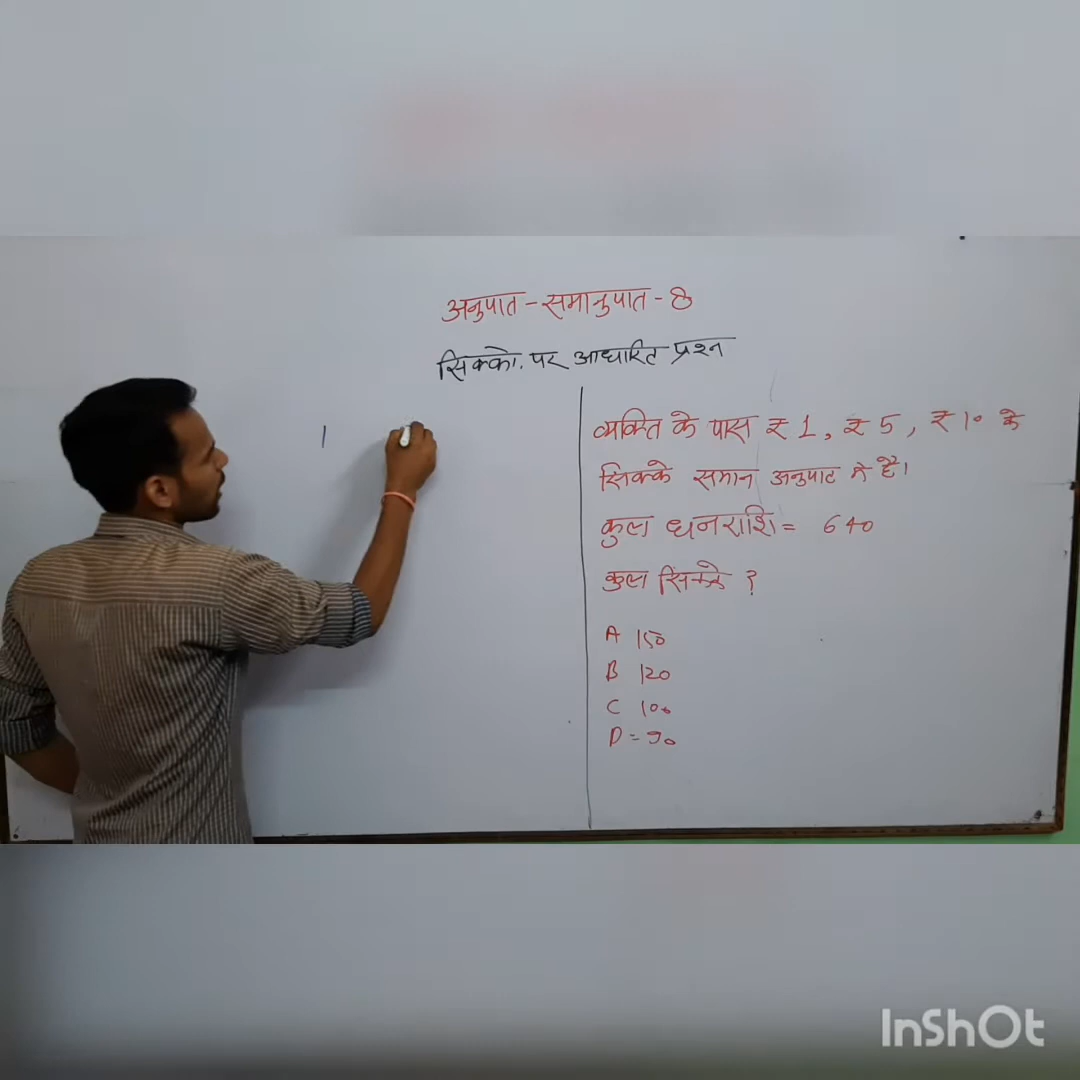 अनुपात - समानुपात - 8
सिक्को. पर आधारित प्रश्न
1
व्यक्ति के पास ₹ 1, ₹ 5, ₹ 10 के
सिक्के समान अनुपात मे है।
कुल धनराशि = 640
कुल सिक्के ?
A 150
B 120
C 100
D = 90
InShOt